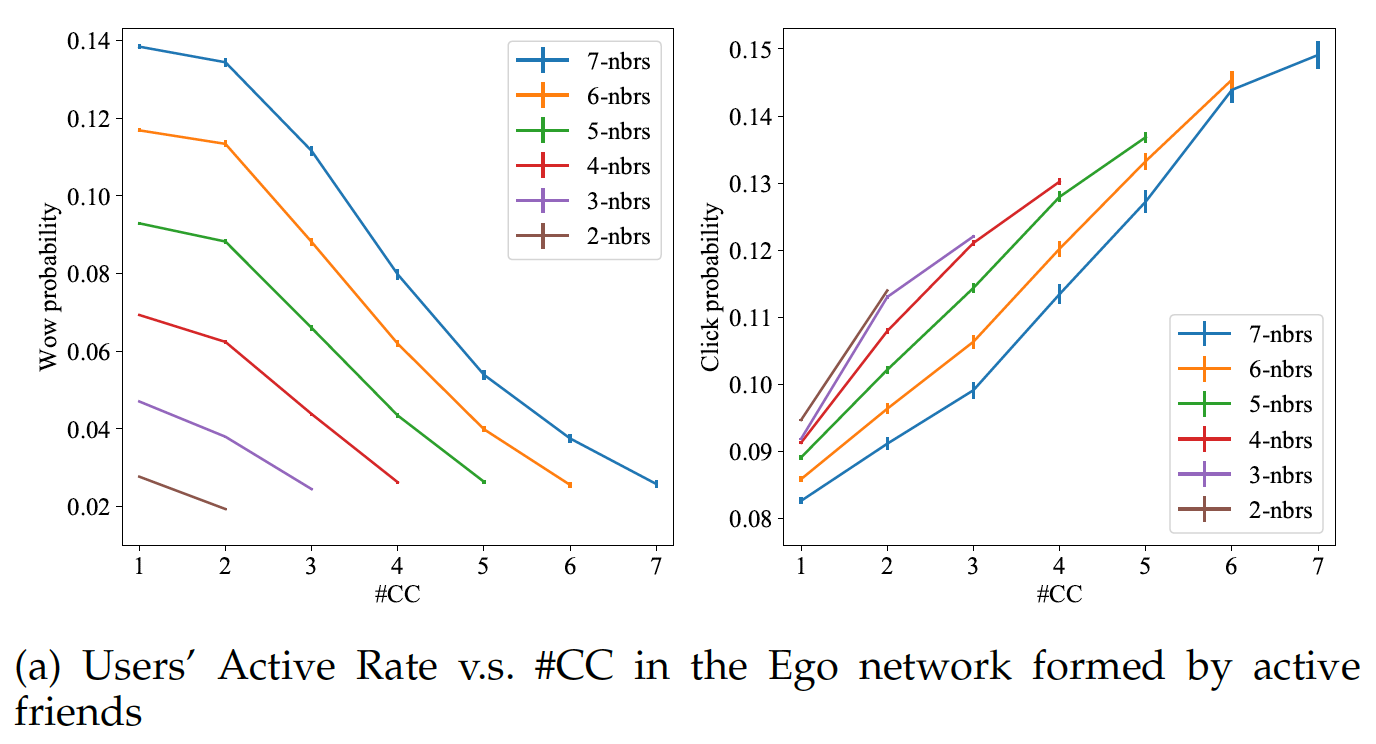 0.14
0.12
0.10
0.08
0.06
0.04
0.02
Wow probability
1 2 3 4 5 6 7
#CC
7-nbrs
6-nbrs
5-nbrs
4-nbrs
3-nbrs
2-nbrs
0.15
0.14
0.13
0.12
0.11
0.10
0.09
0.08
Click probability
1 2 3 4 5 6 7
#CC
7-nbrs
6-nbrs
5-nbrs
4-nbrs
3-nbrs
2-nbrs
(a) Users’ Active Rate v.s. #CC in the Ego network formed by active
friends